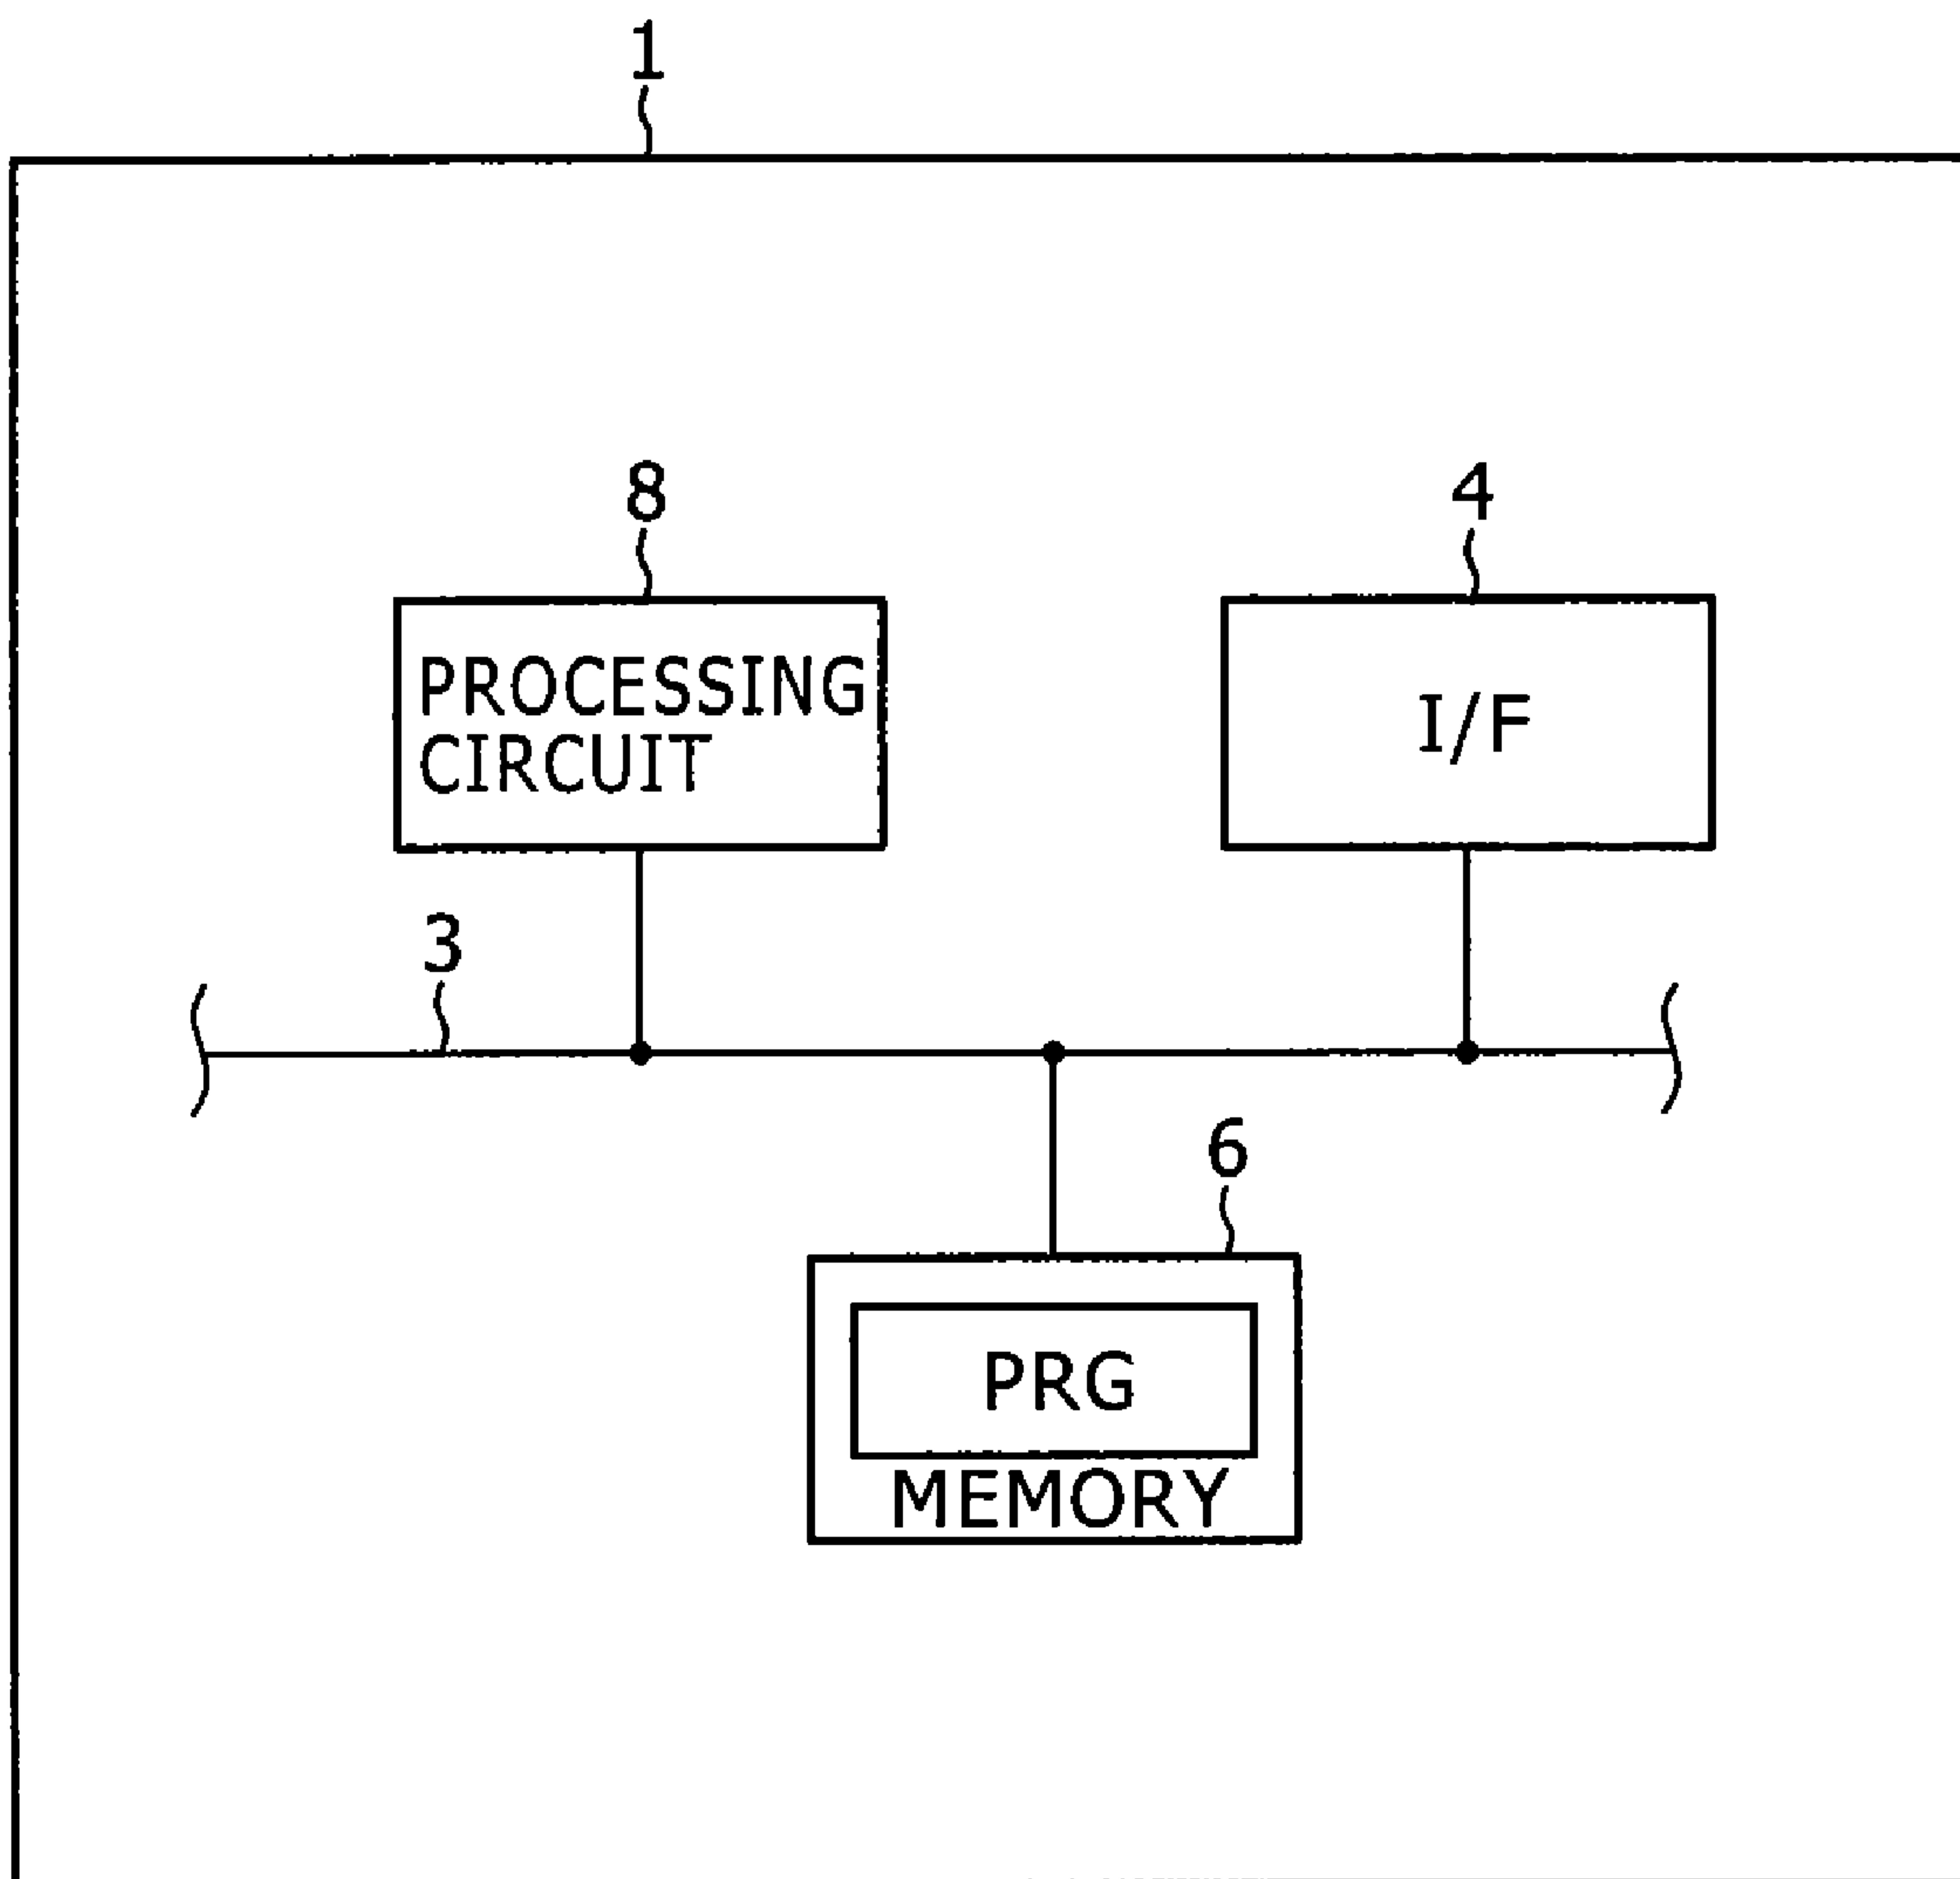 1
8
4
PROCESSING
CIRCUIT
I/F
3
6
PRG
MEMORY